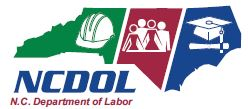 NCDOL
N.C. Department of Labor